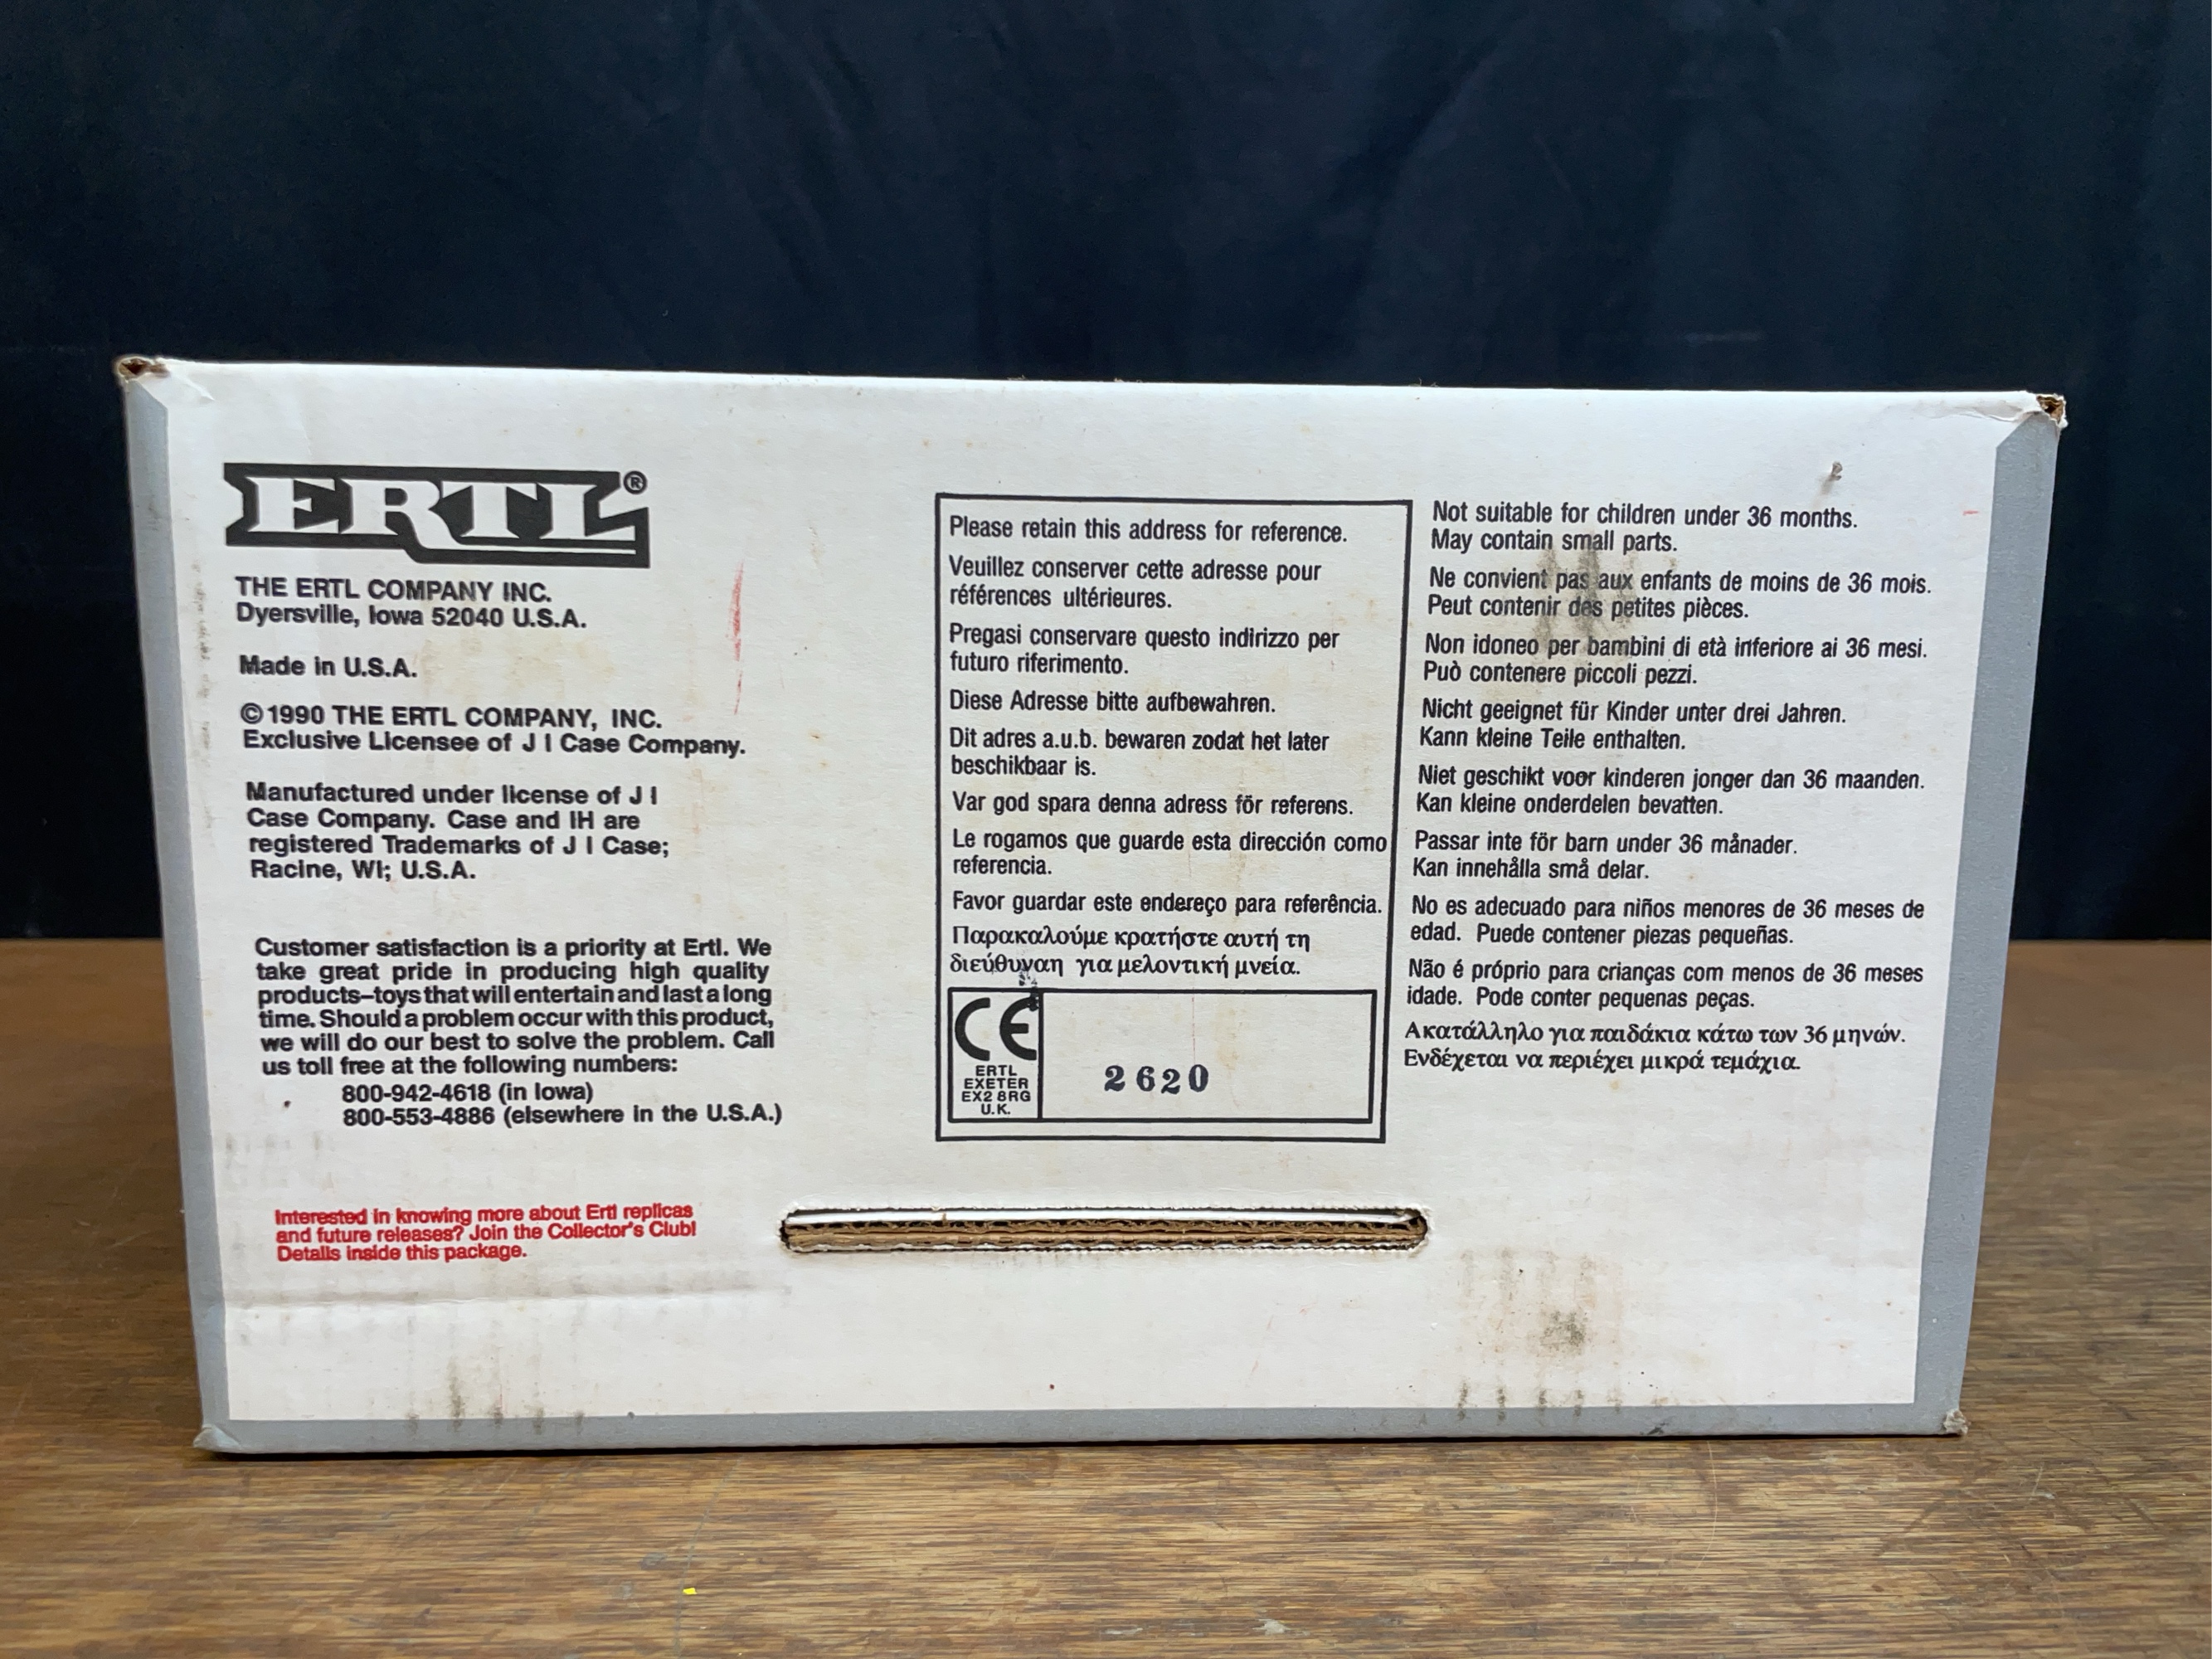 ERTL®
THE ERTL COMPANY INC.
Dyersville, Iowa 52040 U.S.A.
Made in U.S.A.
©1990 THE ERTL COMPANY, INC.
Exclusive Licensee of J I Case Company.
Manufactured under license of J I
Case Company. Case and IH are
registered Trademarks of J I Case;
Racine, WI; U.S.A.
Customer satisfaction is a priority at Ertl. We
take great pride in producing high quality
products–toys that will entertain and last a long
time. Should a problem occur with this product,
we will do our best to solve the problem. Call
us toll free at the following numbers:
800-942-4618 (in Iowa)
800-553-4886 (elsewhere in the U.S.A.)
Interested in knowing more about Ertl replicas
and future releases? Join the Collector's Club!
Details inside this package.
Please retain this address for reference.
Veuillez conserver cette adresse pour
références ultérieures.
Pregasi conservare questo indirizzo per
futuro riferimento.
Diese Adresse bitte aufbewahren.
Dit adres a.u.b. bewaren zodat het later
beschikbaar is.
Var god spara denna adress för referens.
Le rogamos que guarde esta dirección como
referencia.
Favor guardar este endereço para referência.
Παρακαλούμε κρατήστε αυτή τη
διεύθυναη για μελοντική μνεία.
CE
ERTL
EXETER
EX2 8RG
U.K.
2620
Not suitable for children under 36 months.
May contain small parts.
Ne convient pas aux enfants de moins de 36 mois.
Peut contenir des petites pièces.
Non idoneo per bambini di età inferiore ai 36 mesi.
Può contenere piccoli pezzi.
Nicht geeignet für Kinder unter drei Jahren.
Kann kleine Teile enthalten.
Niet geschikt voor kinderen jonger dan 36 maanden.
Kan kleine onderdelen bevatten.
Passar inte för barn under 36 månader.
Kan innehålla små delar.
No es adecuado para niños menores de 36 meses de
edad. Puede contener piezas pequeñas.
Não é próprio para crianças com menos de 36 meses
idade. Pode conter pequenas peças.
Ακατάλληλο για παιδάκια κάτω των 36 μηνών.
Ενδέχεται να περιέχει μικρά τεμάχια.